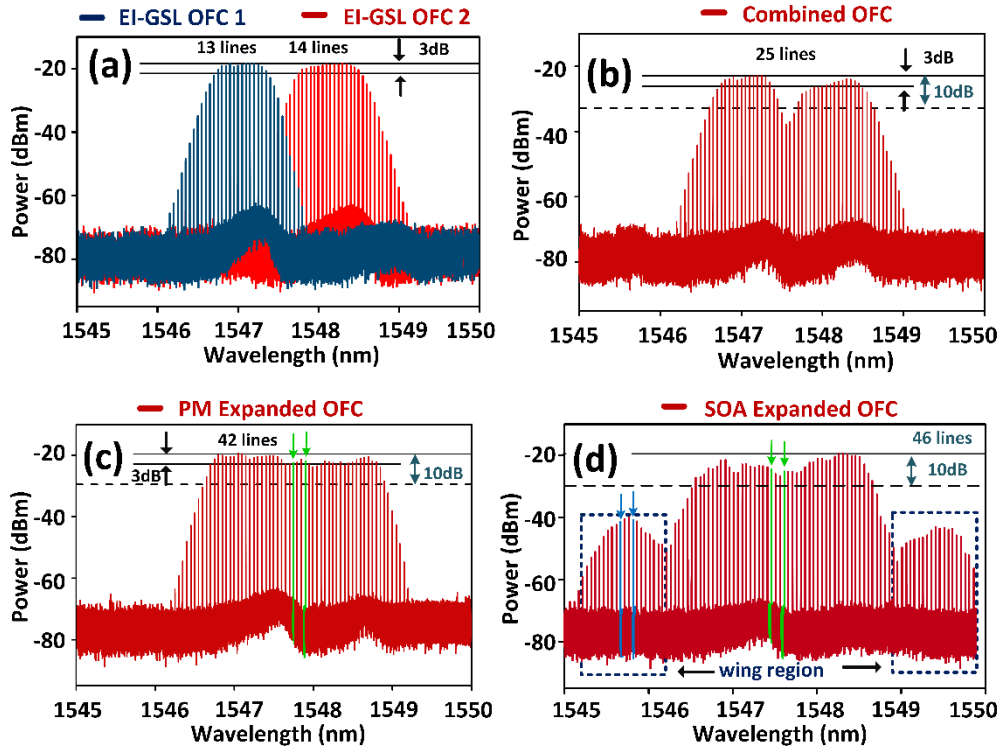 EI-GSL OFC 1 EI-GSL OFC 2
(a)
13 lines 14 lines 3dB
-20
-40
-60
-80
Power (dBm)
1545 1546 1547 1548 1549 1550
Wavelength (nm)
Combined OFC
(b)
25 lines
3dB
10dB
-20
-40
-60
-80
Power (dBm)
1545 1546 1547 1548 1549 1550
Wavelength (nm)
PM Expanded OFC
(c)
42 lines
3dB
10dB
-20
-40
-60
-80
Power (dBm)
1545 1546 1547 1548 1549 1550
Wavelength (nm)
SOA Expanded OFC
(d)
46 lines
10dB
-20
-40
-60
-80
Power (dBm)
wing region
1545 1546 1547 1548 1549 1550
Wavelength (nm)